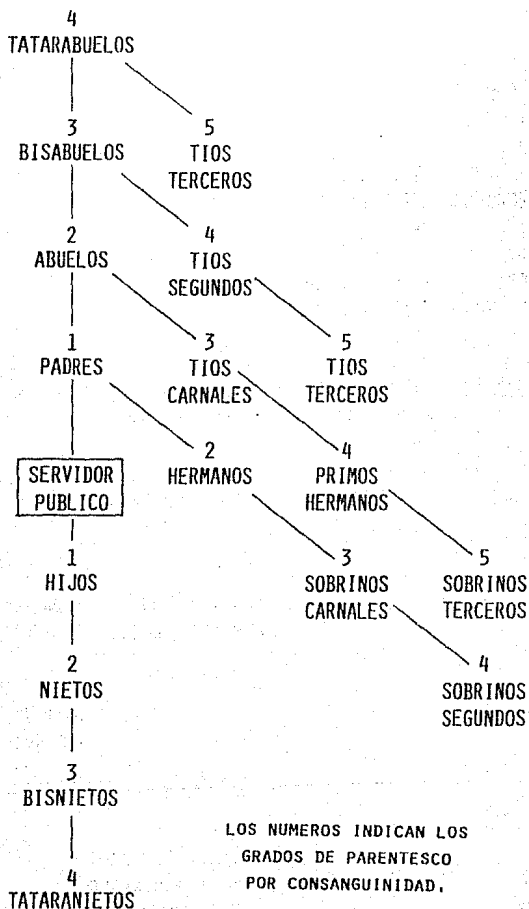 4
TATARABUELOS
3
BISABUELOS
5
TIOS
TERCEROS
2
ABUELOS
4
TIOS
SEGUNDOS
1
PADRES
3
TIOS
CARNALES
5
TIOS
TERCEROS
SERVIDOR
PUBLICO
2
HERMANOS
4
PRIMOS
HERMANOS
1
HIJOS
3
SOBRINOS
CARNALES
5
SOBRINOS
TERCEROS
2
NIETOS
4
SOBRINOS
SEGUNDOS
3
BISNIETOS
4
TATARANIETOS
LOS NUMEROS INDICAN LOS
GRADOS DE PARENTESCO
POR CONSANGUINIDAD.